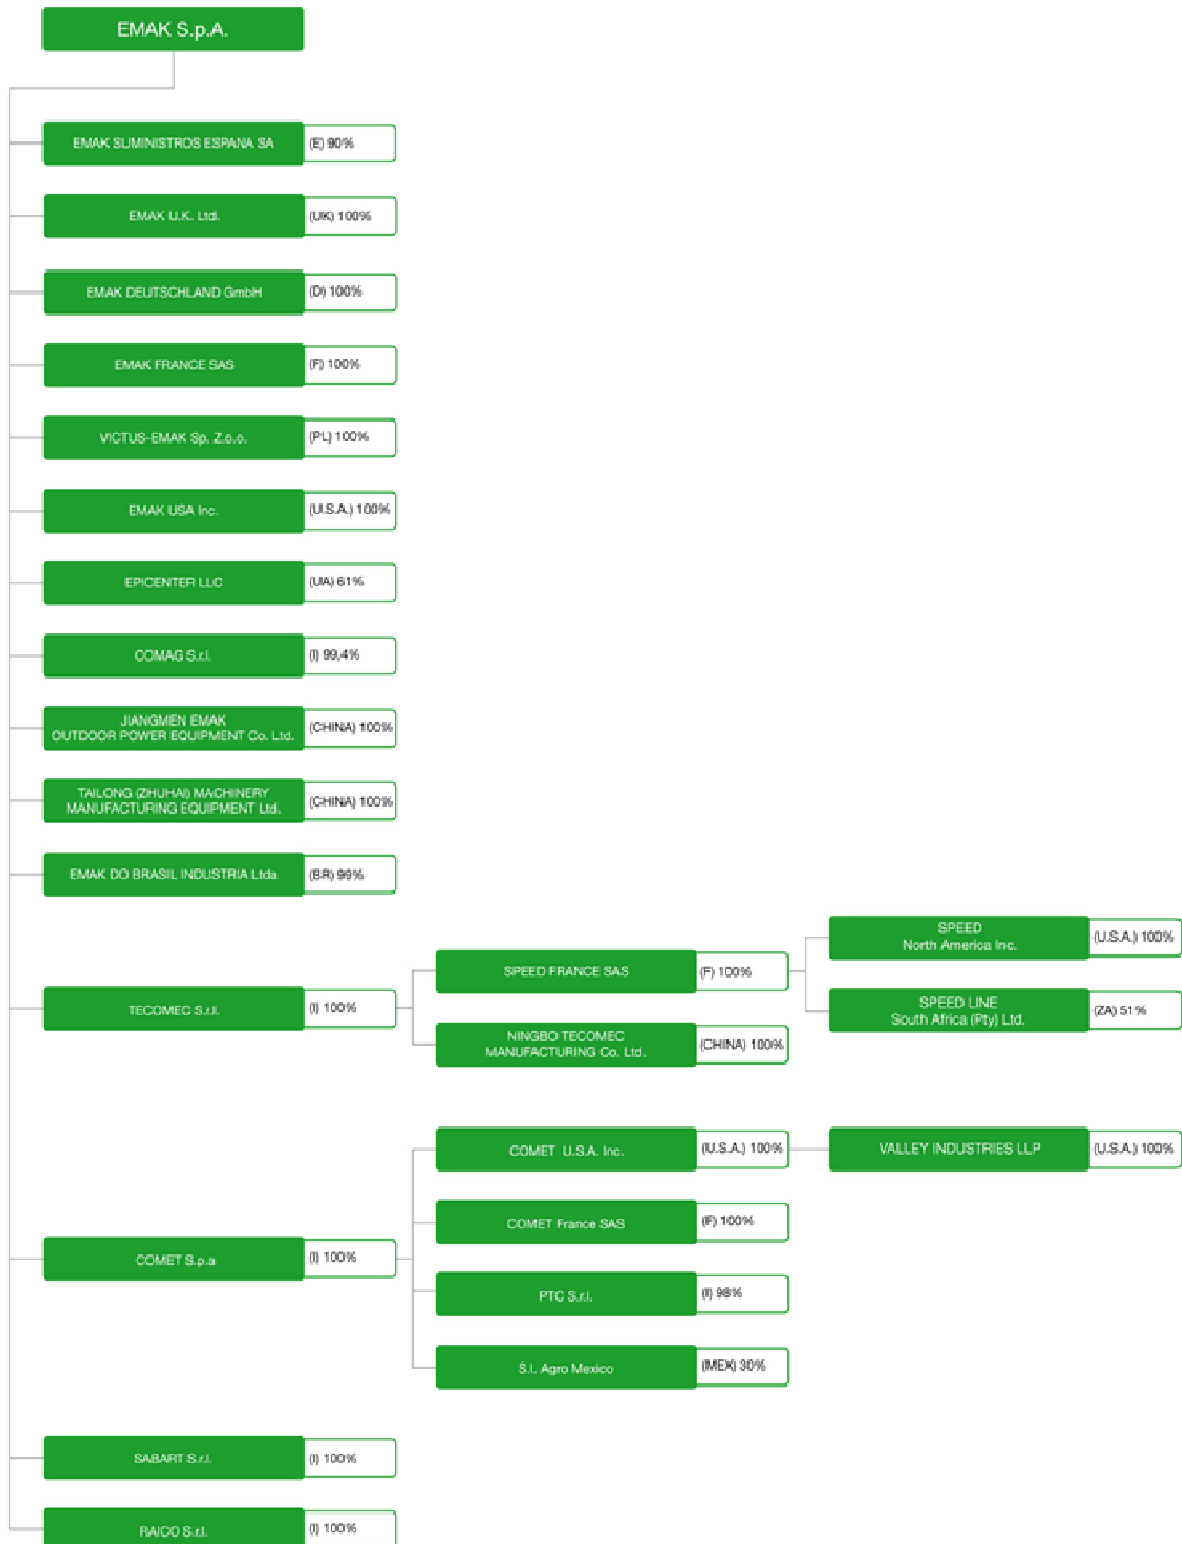 EMAK S.p.A.
EMAK SUMINISTROS ESPANA SA
(E) 90%
EMAK U.K. Ltd.
(UK) 100%
EMAK DEUTSCHLAND GmbH
(D) 100%
EMAK FRANCE SAS
(F) 100%
VICTUS-EMAK Sp. Z.o.o.
(PL) 100%
EMAK USA Inc.
(U.S.A.) 100%
EPICENTER LLC
(UA) 61%
COMAG S.r.l.
(I) 99,4%
JIANGMEN EMAK
OUTDOOR POWER EQUIPMENT Co. Ltd.
(CHINA) 100%
TAILONG (ZHUHAI) MACHINERY
MANUFACTURING EQUIPMENT Ltd.
(CHINA) 100%
EMAK DO BRASIL INDUSTRIA Ltda
(BR) 98%
TECOMEC S.r.l.
(I) 100%
SPEED FRANCE SAS
(F) 100%
SPEED
North America Inc.
(U.S.A.) 100%
SPEED LINE
South Africa (Pty) Ltd.
(ZA) 51%
NINGBO TECOMEC
MANUFACTURING Co. Ltd.
(CHINA) 100%
COMET S.p.a
(I) 100%
COMET U.S.A. Inc.
(U.S.A.) 100%
VALLEY INDUSTRIES LLP
(U.S.A.) 100%
COMET France SAS
(F) 100%
PTC S.r.l.
(I) 98%
S.I. Agro Mexico
(MEX) 30%
SABART S.r.l.
(I) 100%
RAICO S.r.l.
(I) 100%